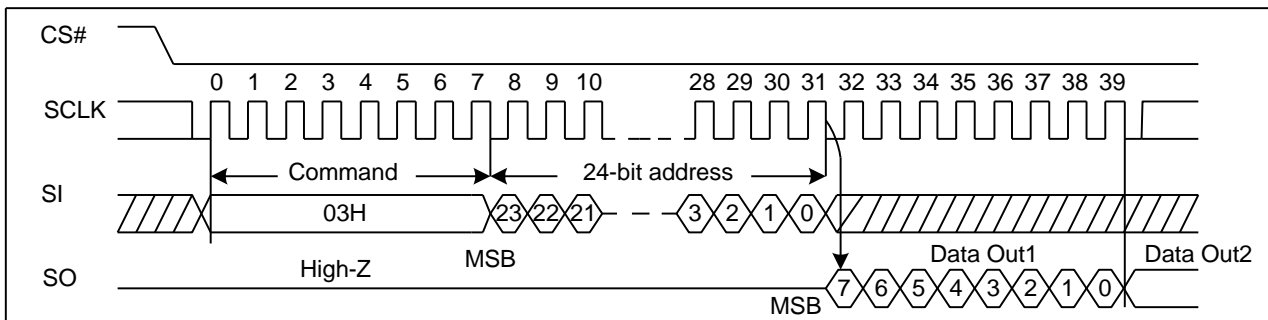 CS#
0 1 2 3 4 5 6 7 8 9 10 28 29 30 31 32 33 34 35 36 37 38 39
SCLK
Command 24-bit address
SI
03H 23 22 21 3 2 1 0
High-Z MSB Data Out1 Data Out2
SO
MSB 7 6 5 4 3 2 1 0